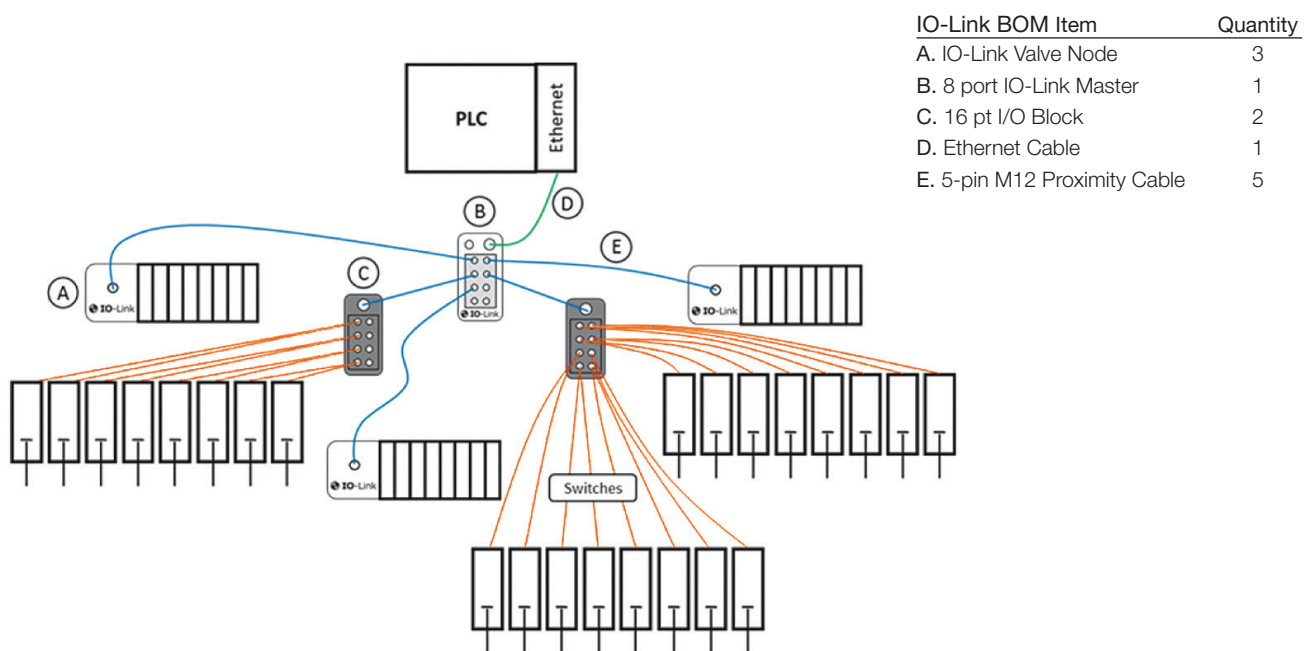 IO-Link BOM Item Quantity
A. IO-Link Valve Node 3
B. 8 port IO-Link Master 1
C. 16 pt I/O Block 2
D. Ethernet Cable 1
E. 5-pin M12 Proximity Cable 5
PLC
Ethernet
B
D
E
A
C
IO-Link
IO-Link
IO-Link
IO-Link
Switches